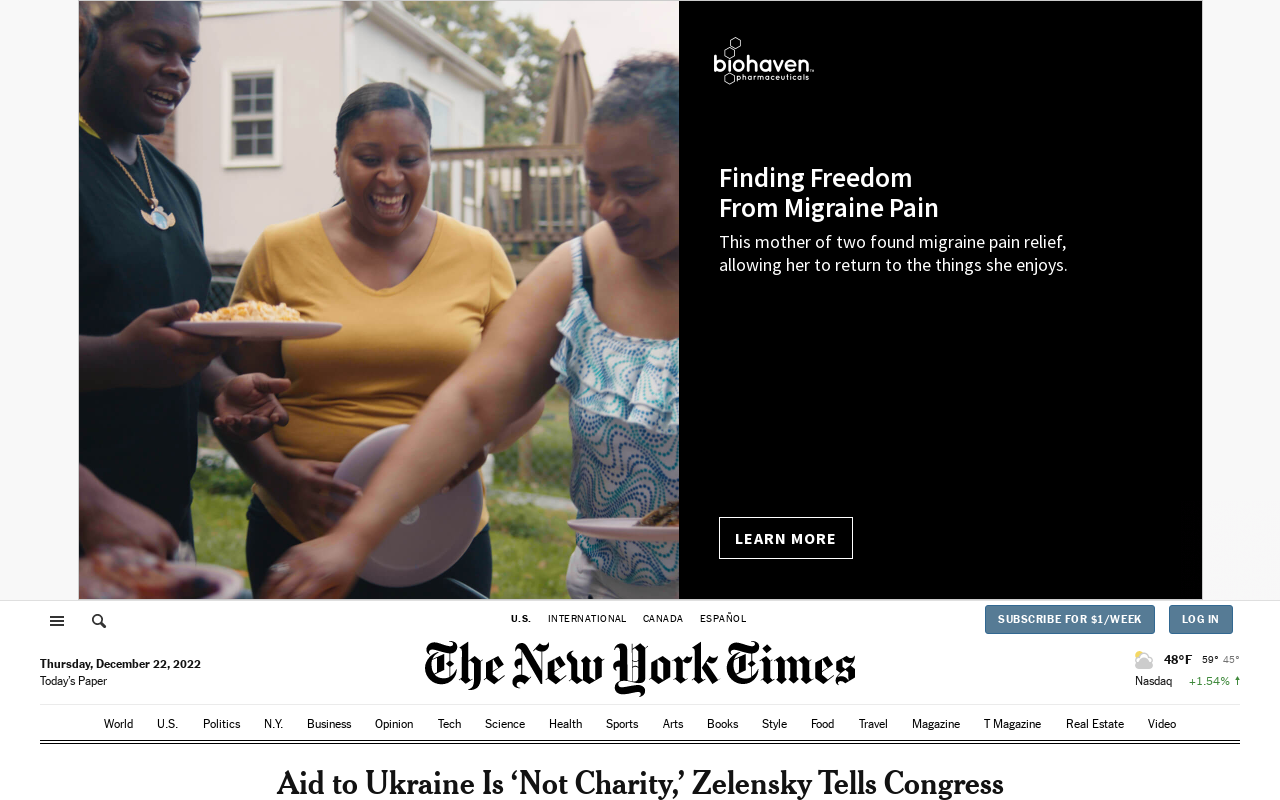 biohaven
pharmaceuticals
Finding Freedom
From Migraine Pain
This mother of two found migraine pain relief,
allowing her to return to the things she enjoys.
LEARN MORE
U.S. INTERNATIONAL CANADA ESPAÑOL
SUBSCRIBE FOR $1/WEEK LOG IN
The New York Times
Thursday, December 22, 2022
Today's Paper
48°F 59° 45°
Nasdaq +1.54% ↑
World U.S. Politics N.Y. Business Opinion Tech Science Health Sports Arts Books Style Food Travel Magazine T Magazine Real Estate Video
Aid to Ukraine Is ‘Not Charity,’ Zelensky Tells Congress